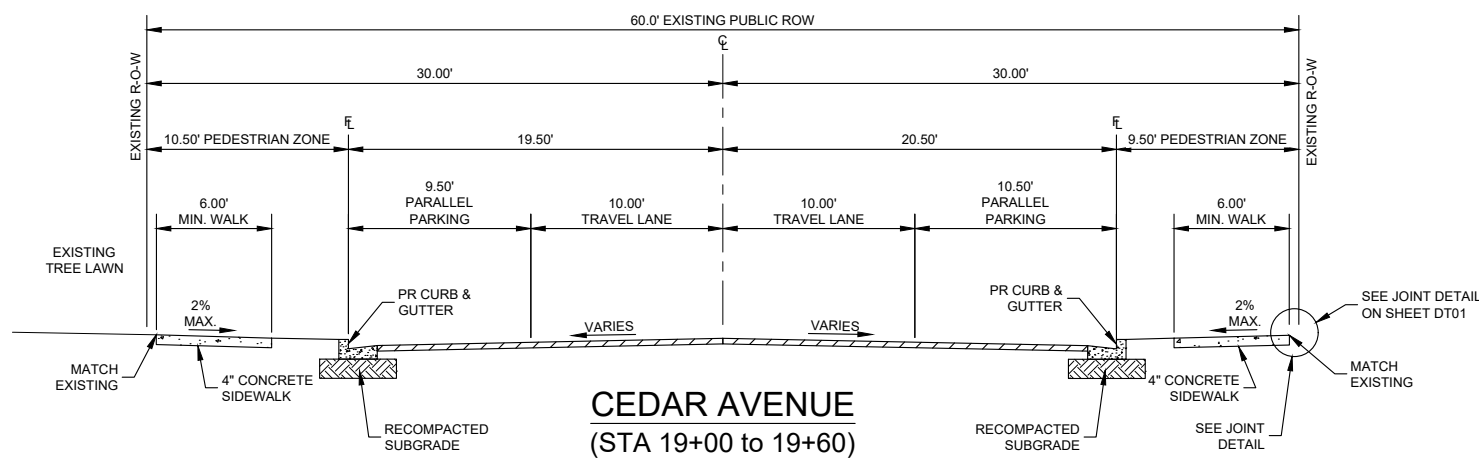 60.0' EXISTING PUBLIC ROW
℄
30.00'
30.00'
EXISTING R-O-W
EXISTING R-O-W
FL
FL
10.50' PEDESTRIAN ZONE
19.50'
20.50'
9.50' PEDESTRIAN ZONE
6.00'
MIN. WALK
9.50'
PARALLEL
PARKING
10.00'
TRAVEL LANE
10.00'
TRAVEL LANE
10.50'
PARALLEL
PARKING
6.00'
MIN. WALK
EXISTING
TREE LAWN
2%
MAX.
PR CURB &
GUTTER
VARIES
VARIES
PR CURB &
GUTTER
2%
MAX.
SEE JOINT DETAIL
ON SHEET DT01
MATCH
EXISTING
4" CONCRETE
SIDEWALK
RECOMPACTED
SUBGRADE
RECOMPACTED
SUBGRADE
4" CONCRETE
SIDEWALK
SEE JOINT
DETAIL
MATCH
EXISTING
CEDAR AVENUE
(STA 19+00 to 19+60)